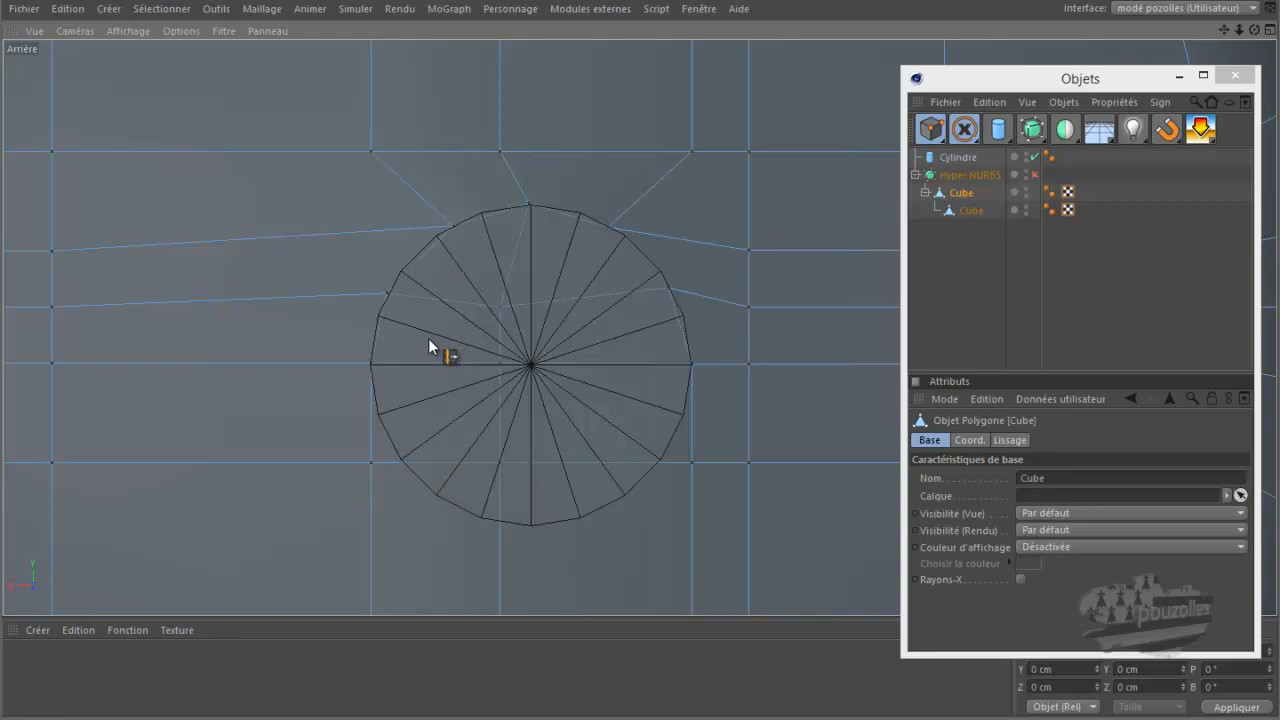 Fichier Edition Créer Sélectionner Outils Maillage Animer Simuler Rendu MoGraph Personnage Modules externes Script Fenêtre Aide Interface: modé pozolles (Utilisateur)
Vue Caméras Affichage Options Filtre Panneau
Arrière
Objets
Fichier Edition Vue Objets Propriétés Sign
Cylindre
Hyper NURBS
Cube
Cube
Attributs
Mode Edition Données utilisateur
Objet Polygone [Cube]
Base Coord. Lissage
Caractéristiques de base
Nom Cube
Calque
Visibilité (Vue) Par défaut
Visibilité (Rendu) Par défaut
Couleur d'affichage Désactivée
Choisir la couleur
Rayons-X
pouzolles
Y
X Z
Créer Edition Fonction Texture
Y 0 cm Y 0 cm P 0 °
Z 0 cm Z 0 cm B 0 °
Objet (Rel) Taille Appliquer